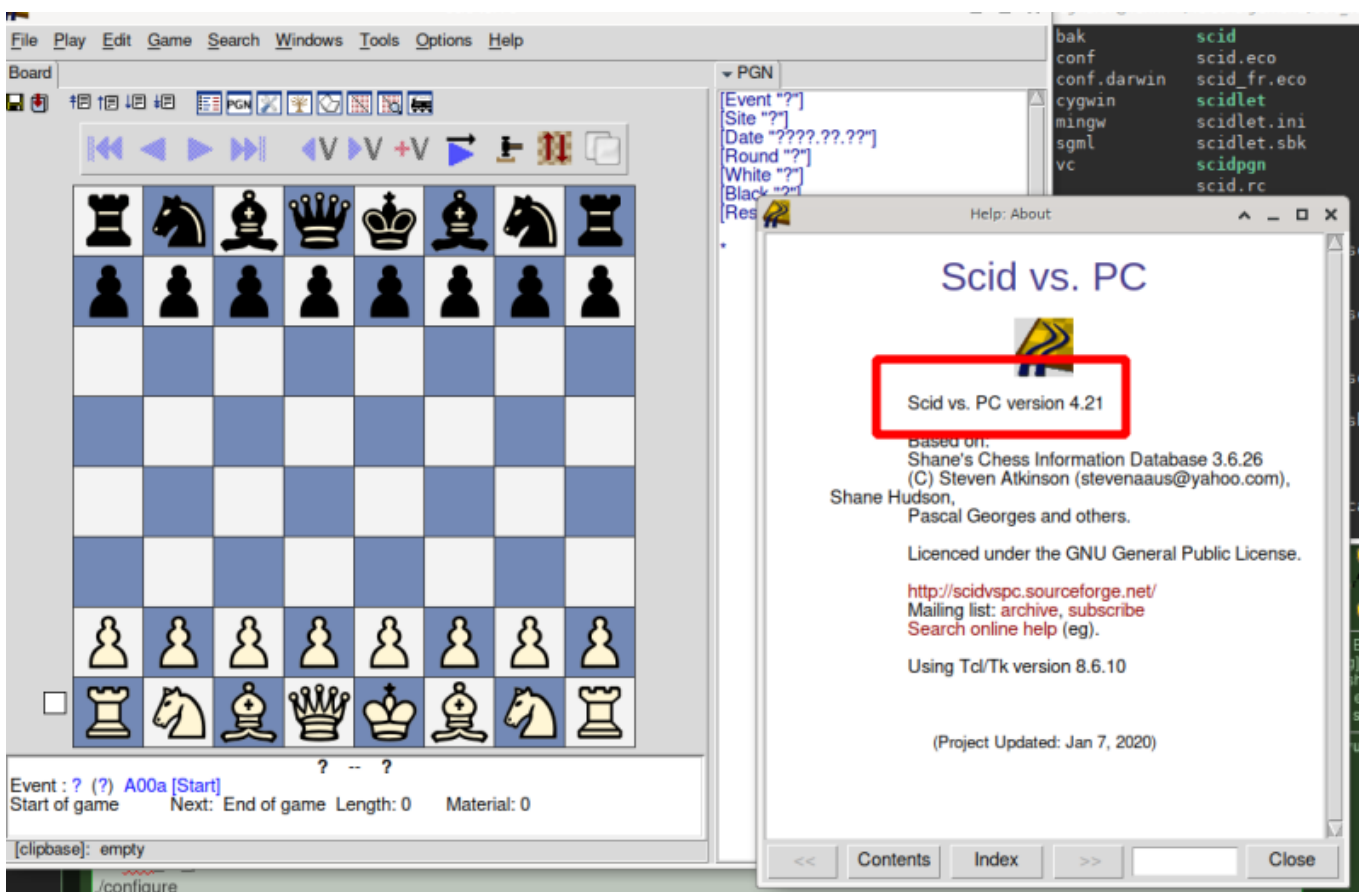 File Play Edit Game Search Windows Tools Options Help
Board
PGN
PGN
V V +V
[Event "?"]
[Site "?"]
[Date "????.??.??"]
[Round "?"]
[White "?"]
[Black "?"]
[Res
*
? -- ?
Event : ? (?) A00a [Start]
Start of game Next: End of game Length: 0 Material: 0
[clipbase]: empty
/configure
bak scid
conf scid.eco
conf.darwin scid_fr.eco
cygwin scidlet
mingw scidlet.ini
sgml scidlet.sbk
vc scidpgn
scid.rc
Help: About
Scid vs. PC
Scid vs. PC version 4.21
Based on:
Shane's Chess Information Database 3.6.26
(C) Steven Atkinson (stevenaaus@yahoo.com),
Shane Hudson,
Pascal Georges and others.
Licenced under the GNU General Public License.
http://scidvspc.sourceforge.net/
Mailing list: archive, subscribe
Search online help (eg).
Using Tcl/Tk version 8.6.10
(Project Updated: Jan 7, 2020)
<< Contents Index >> Close